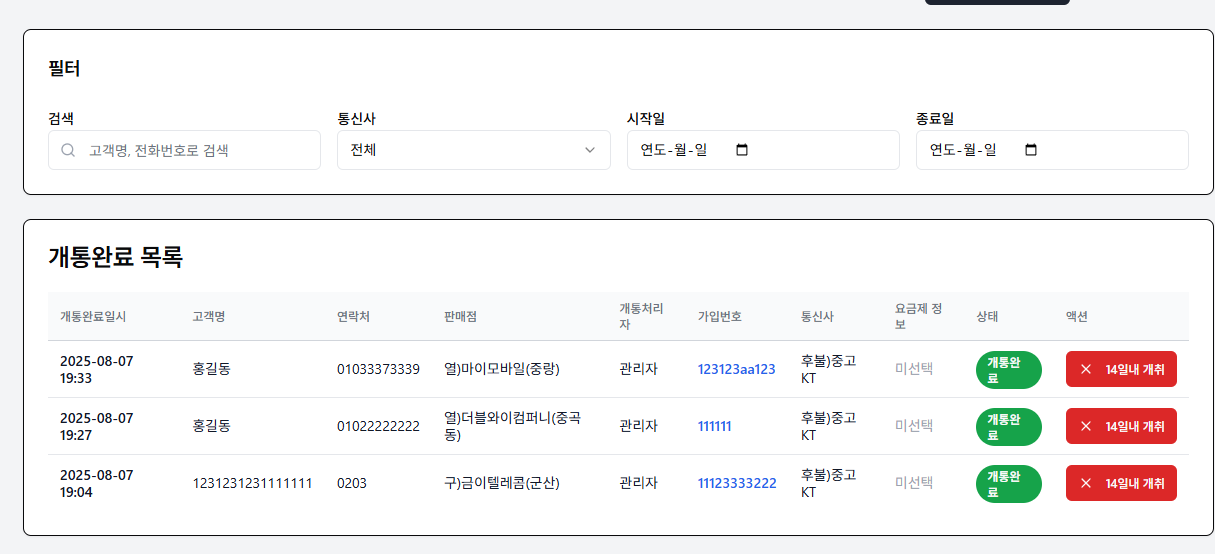 필터
검색 통신사 시작일 종료일
고객명, 전화번호로 검색 전체 연도-월-일 연도-월-일
개통완료 목록
개통완료일시 고객명 연락처 판매점 개통처리자 가입번호 통신사 요금제 정보 상태 액션
2025-08-07 19:33 홍길동 01033373339 열)마이모바일(중랑) 관리자 123123aa123 후불)중고KT 미선택 개통완료 14일내 개취
2025-08-07 19:27 홍길동 01022222222 열)더블와이컴퍼니(중곡동) 관리자 111111 후불)중고KT 미선택 개통완료 14일내 개취
2025-08-07 19:04 1231231231111111 0203 구)금이텔레콤(군산) 관리자 11123333222 후불)중고KT 미선택 개통완료 14일내 개취